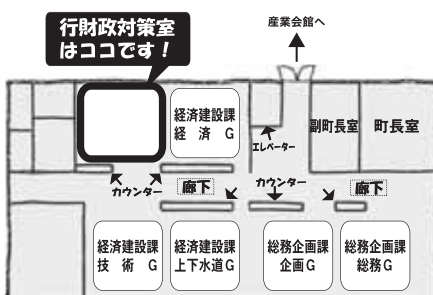 行財政対策室
はココです！
産業会館へ
経済建設課
経 済 G
エレベーター
副町長室
町長室
カウンター
廊下
カウンター
廊下
経済建設課
技 術 G
経済建設課
上下水道G
総務企画課
企画G
総務企画課
総務G